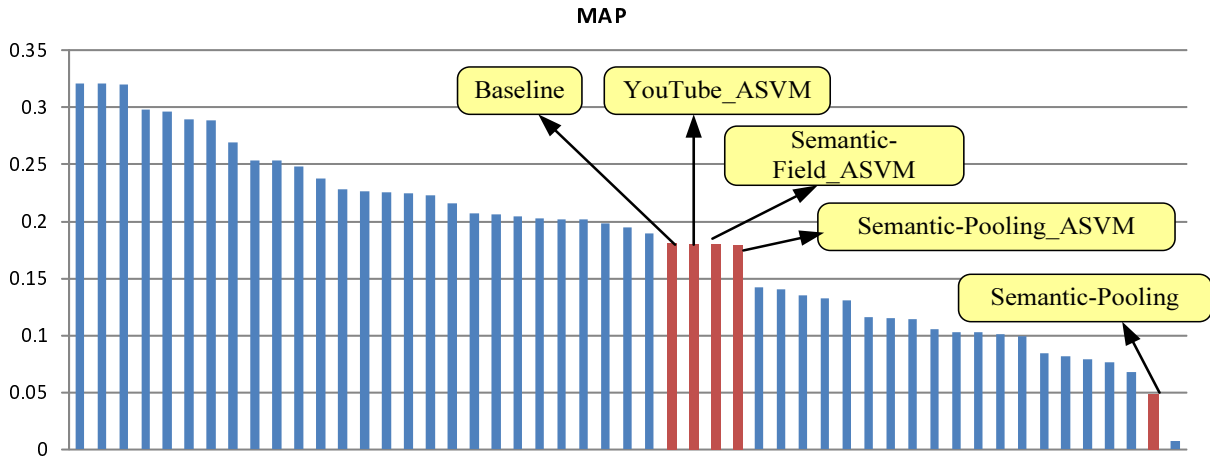 MAP
0.35
0.3
0.25
0.2
0.15
0.1
0.05
0
Baseline
YouTube_ASVM
Semantic-
Field_ASVM
Semantic-Pooling_ASVM
Semantic-Pooling